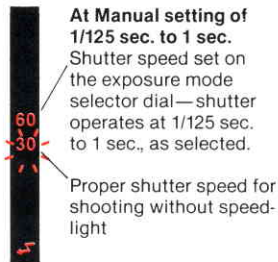 At Manual setting of
1/125 sec. to 1 sec.
Shutter speed set on
the exposure mode
selector dial—shutter
operates at 1/125 sec.
to 1 sec., as selected.
60
30
Proper shutter speed for
shooting without speed-
light